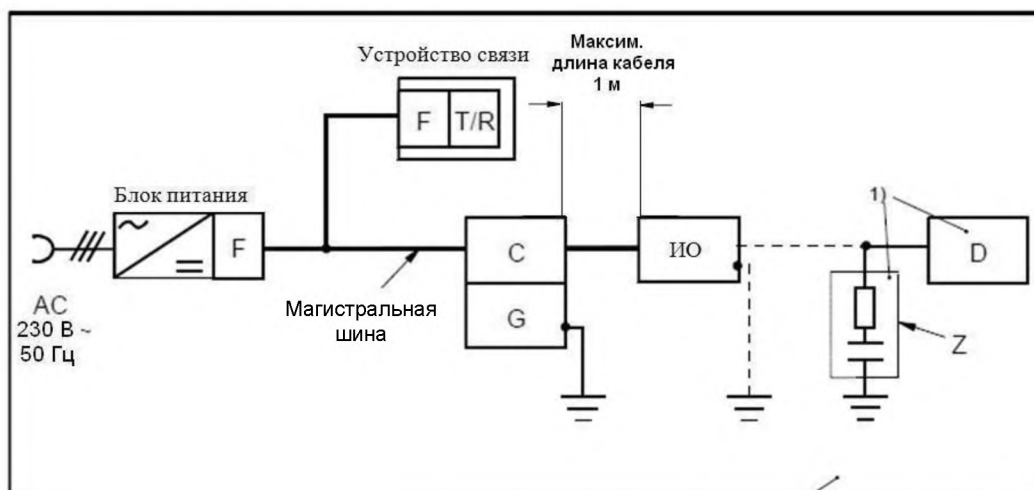 Устройство связи
Максим.
длина кабеля
1 м
F T/R
Блок питания
F
1)
C
ИО
D
AC
230 В ~
50 Гц
Магистральная
шина
G
Z